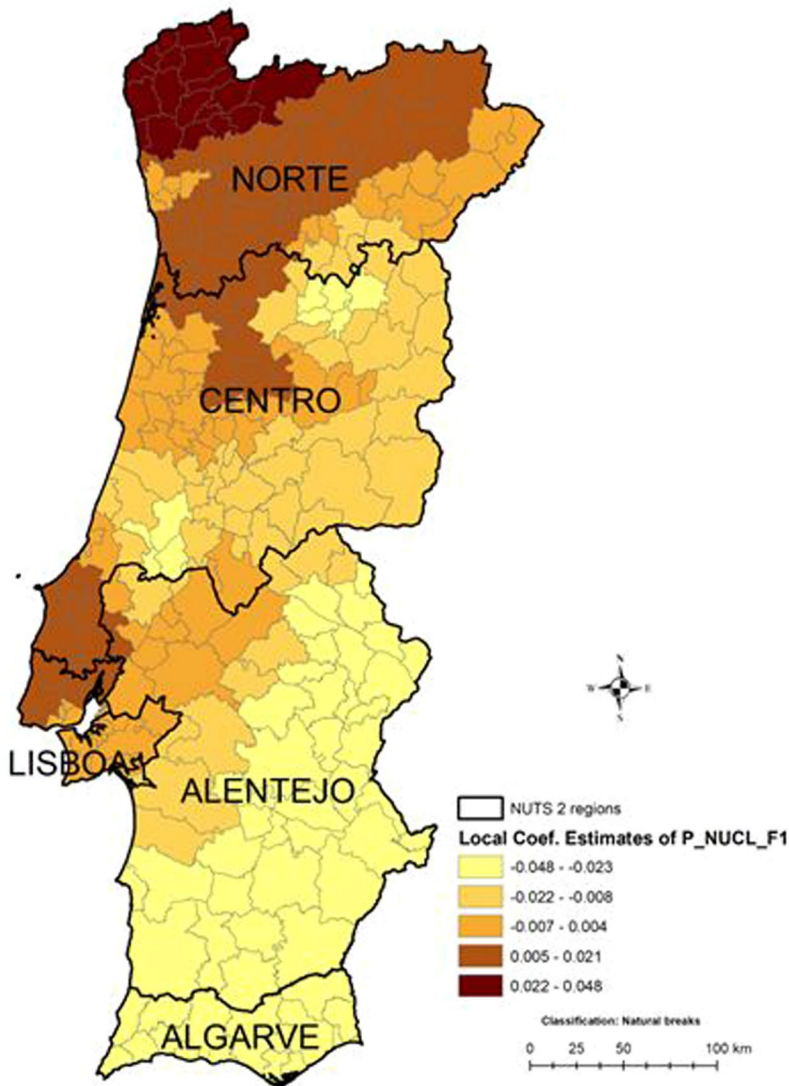 NORTE
CENTRO
LISBOA
ALENTEJO
ALGARVE
N
W E
S
NUTS 2 regions
Local Coef. Estimates of P_NUCL_F1
-0.048 - -0.023
-0.022 - -0.008
-0.007 - 0.004
0.005 - 0.021
0.022 - 0.048
Classification: Natural breaks
0 25 50 100 km